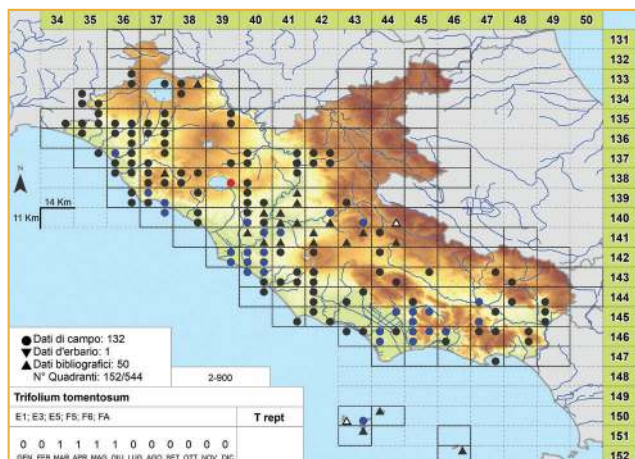 34 35 36 37 38 39 40 41 42 43 44 45 46 47 48 49 50
131
132
133
134
135
136
137
138
139
140
141
142
143
144
145
146
147
148
149
150
151
152
N
14 Km
11 Km
Dati di campo: 132
Dati d'erbario: 1
Dati bibliografici: 50
N° Quadranti: 152/544
2-900
Trifolium tomentosum
E1; E3; E5; F5; F6; FA
T rept
0 0 1 1 1 1 0 0 0 0 0 0
GEN FEB MAR APR MAG GIU LUG AGO SET OTT NOV DIC